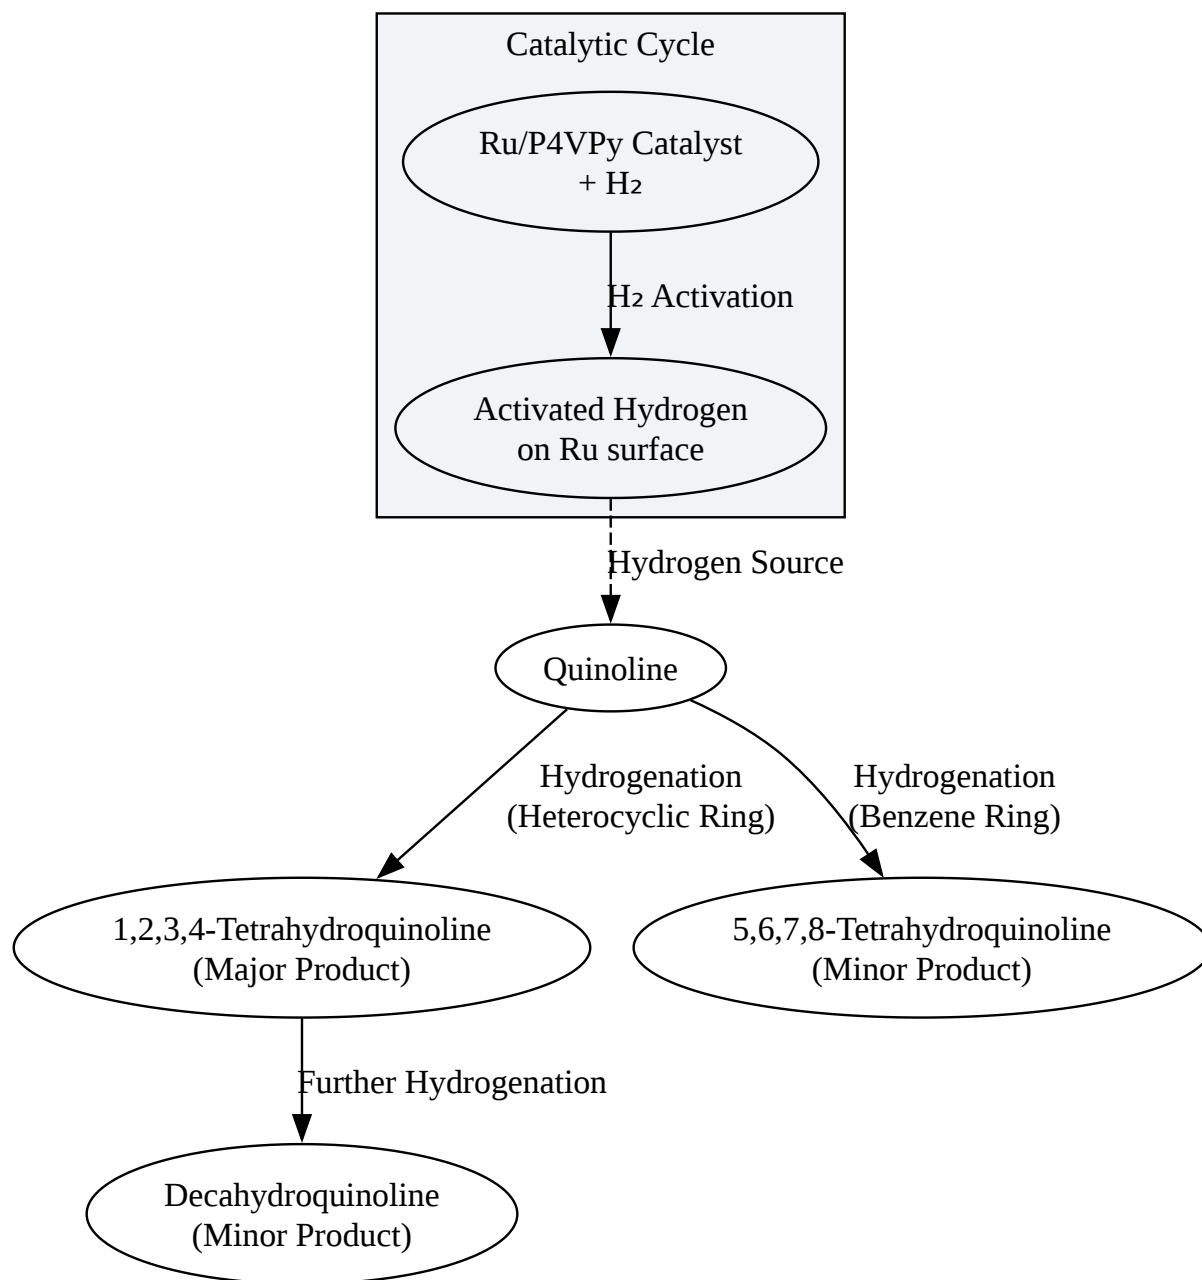 Catalytic Cycle
Ru/P4VPy Catalyst
+ H₂
H₂ Activation
Activated Hydrogen
on Ru surface
Hydrogen Source
Quinoline
Hydrogenation
(Heterocyclic Ring)
Hydrogenation
(Benzene Ring)
1,2,3,4-Tetrahydroquinoline
(Major Product)
5,6,7,8-Tetrahydroquinoline
(Minor Product)
Further Hydrogenation
Decahydroquinoline
(Minor Product)